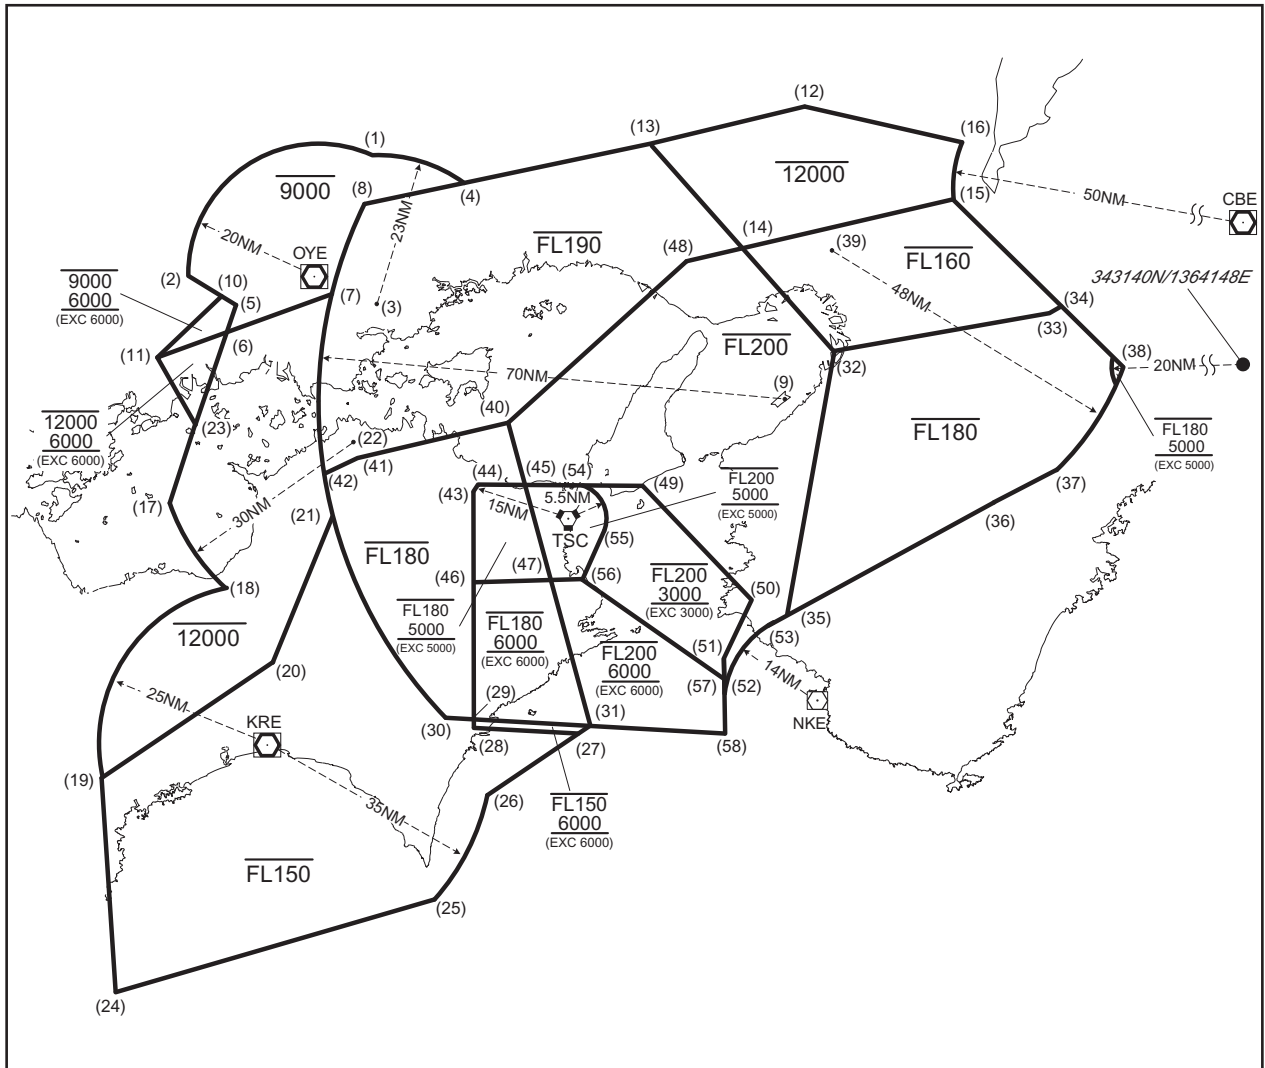 (12)
(13)
(16)
(1)
12000
9000
(8)
(4)
23NM
50NM
CBE
(15)
20NM
OYE
FL190
(14)
(39)
(48)
FL160
343140N/1364148E
9000
6000
(EXC 6000)
(2)
(10)
(5)
(7)
(3)
48NM
(34)
(33)
(6)
(11)
FL200
(32)
(38)
20NM
70NM
(9)
12000
6000
(EXC 6000)
(23)
(40)
FL180
FL180
5000
(EXC 5000)
(22)
(41)
(42)
(44)
(45)
(54)
(49)
FL200
5000
(EXC 5000)
(37)
(43)
5.5NM
15NM
(17)
30NM
(21)
TSC
(55)
(36)
FL180
(47)
(46)
(56)
FL200
3000
(EXC 3000)
(50)
(18)
FL180
5000
(EXC 5000)
FL180
6000
(EXC 6000)
(35)
12000
(53)
(51)
FL200
6000
(EXC 6000)
(20)
(57)
(52)
14NM
25NM
(29)
(31)
NKE
KRE
(30)
(28)
(27)
(58)
(19)
(26)
35NM
FL150
6000
(EXC 6000)
FL150
(25)
(24)